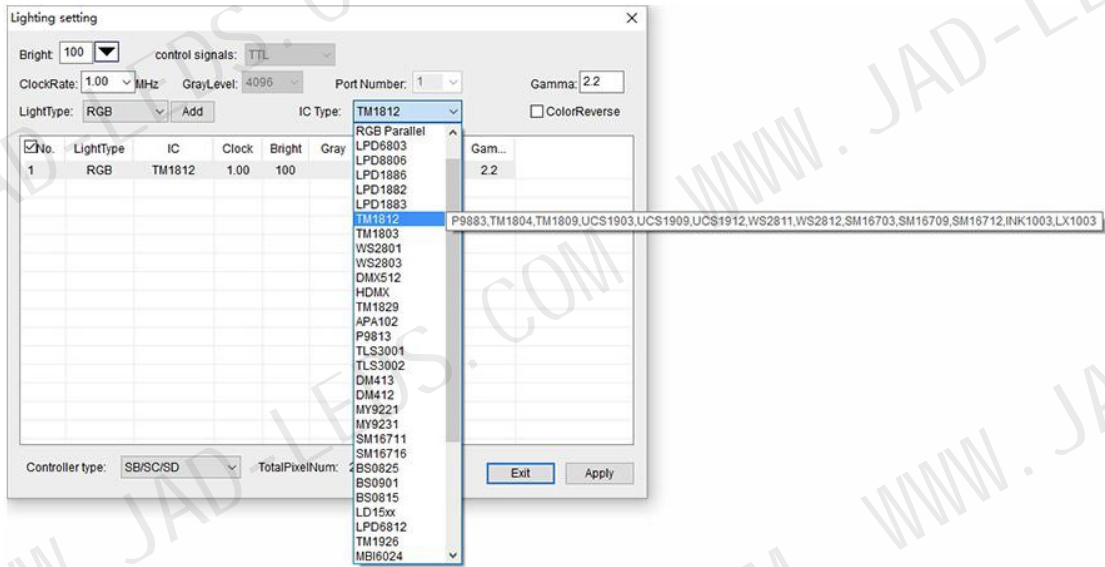 Lighting setting
Bright: 100 control signals: TTL
ClockRate: 1.00 MHz GrayLevel: 4096 Port Number: 1 Gamma: 2.2
LightType: RGB Add IC Type: TM1812 ColorReverse
No. LightType IC Clock Bright Gray Gam...
1 RGB TM1812 1.00 100 2.2
RGB Parallel
LPD6803
LPD8806
LPD1886
LPD1882
LPD1883
TM1812
P9883,TM1804,TM1809,UCS1903,UCS1909,UCS1912,WS2811,WS2812,SM16703,SM16709,SM16712,INK1003,LX1003
TM1803
WS2801
WS2803
DMX512
HDMX
TM1829
APA102
P9813
TLS3001
TLS3002
DM413
DM412
MY9221
MY9231
SM16711
SM16716
BS0825
BS0901
BS0815
LD15xx
LPD6812
TM1926
MBI6024
Controller type: SB/SC/SD TotalPixelNum: Exit Apply
WWW.JAD-LEDS.COM